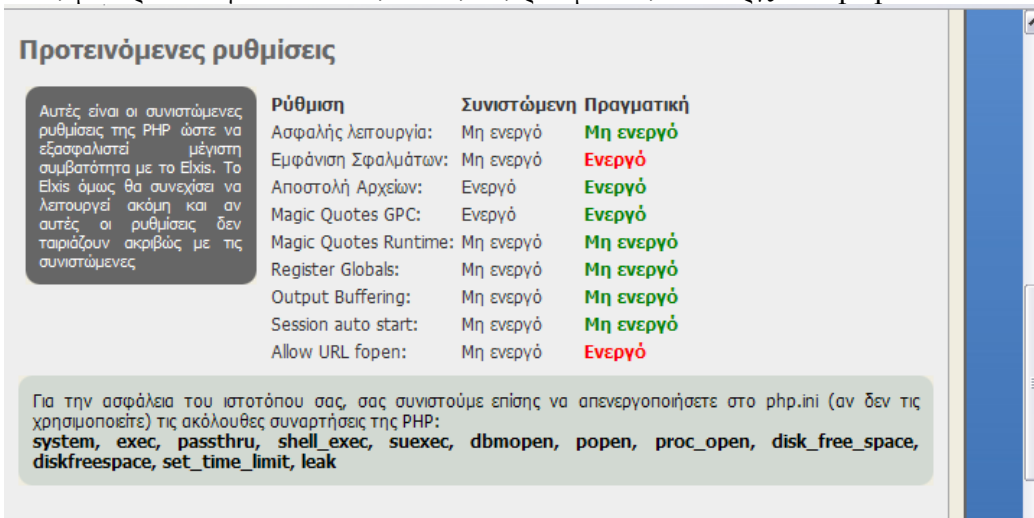 Προτεινόμενες ρυθμίσεις
Αυτές είναι οι συνιστώμενες
ρυθμίσεις της PHP ώστε να
εξασφαλιστεί μέγιστη
συμβατότητα με το Elxis. Το
Elxis όμως θα συνεχίσει να
λειτουργεί ακόμη και αν
αυτές οι ρυθμίσεις δεν
ταιριάζουν ακριβώς με τις
συνιστώμενες
Ρύθμιση Συνιστώμενη Πραγματική
Ασφαλής λειτουργία: Μη ενεργό Μη ενεργό
Εμφάνιση Σφαλμάτων: Μη ενεργό Ενεργό
Αποστολή Αρχείων: Ενεργό Ενεργό
Magic Quotes GPC: Ενεργό Ενεργό
Magic Quotes Runtime: Μη ενεργό Μη ενεργό
Register Globals: Μη ενεργό Μη ενεργό
Output Buffering: Μη ενεργό Μη ενεργό
Session auto start: Μη ενεργό Μη ενεργό
Allow URL fopen: Μη ενεργό Ενεργό
Για την ασφάλεια του ιστοτόπου σας, σας συνιστούμε επίσης να απενεργοποιήσετε στο php.ini (αν δεν τις
χρησιμοποιείτε) τις ακόλουθες συναρτήσεις της PHP:
system, exec, passthru, shell_exec, suexec, dbmopen, popen, proc_open, disk_free_space,
diskfreespace, set_time_limit, leak